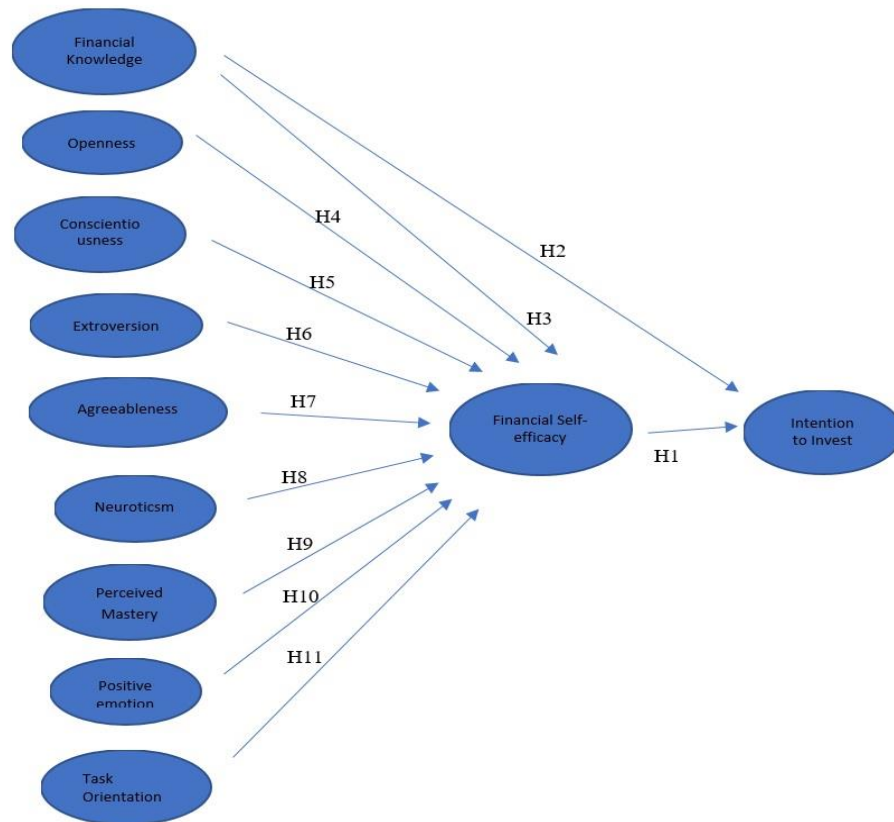 Financial
Knowledge
Openness
H4
Conscientio
usness
H2
H5
Extroversion
H3
H6
Agreeableness
H7
Financial Self-
efficacy
Intention
to Invest
H1
Neuroticsm
H8
H9
Perceived
Mastery
H10
H11
Positive
emotion
Task
Orientation